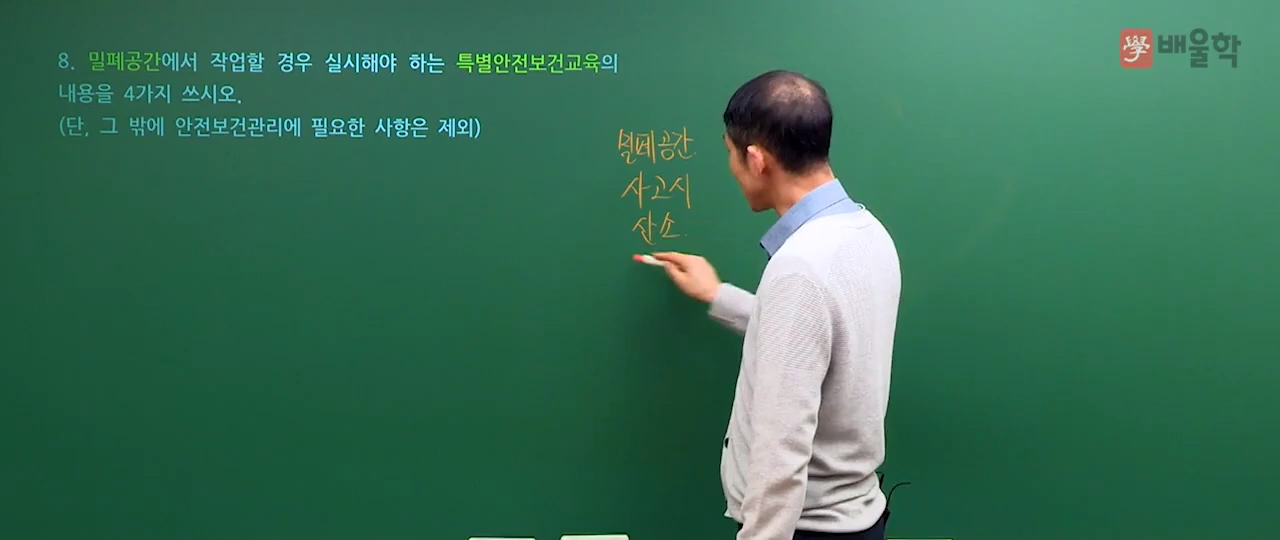 8. 밀폐공간에서 작업할 경우 실시해야 하는 특별안전보건교육의
내용을 4가지 쓰시오.
(단, 그 밖에 안전보건관리에 필요한 사항은 제외)
밀폐공간.
사고시
산소.
學 배울학